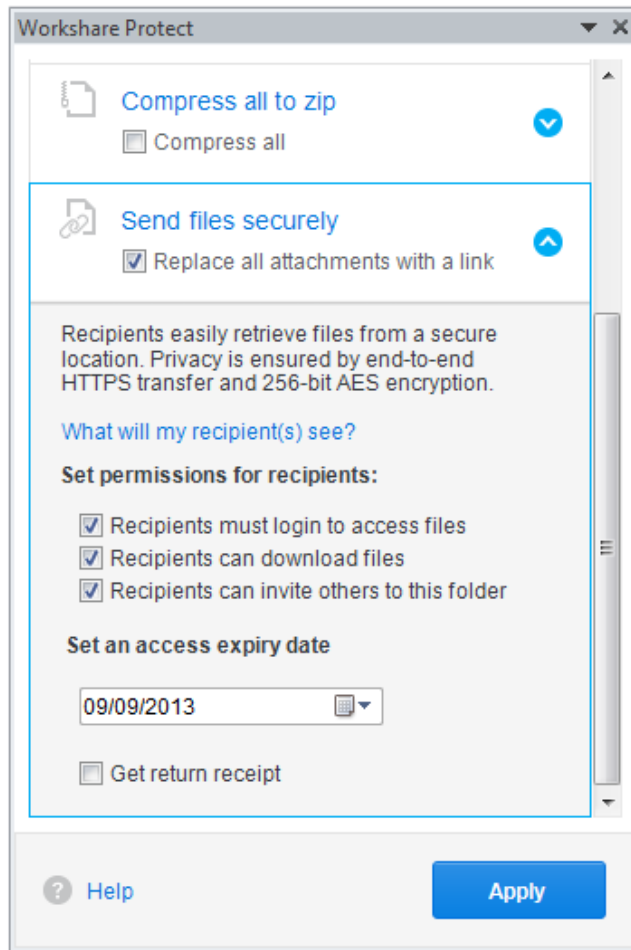 Workshare Protect
Compress all to zip
Compress all
Send files securely
Replace all attachments with a link
Recipients easily retrieve files from a secure
location. Privacy is ensured by end-to-end
HTTPS transfer and 256-bit AES encryption.
What will my recipient(s) see?
Set permissions for recipients:
Recipients must login to access files
Recipients can download files
Recipients can invite others to this folder
Set an access expiry date
09/09/2013
Get return receipt
? Help
Apply